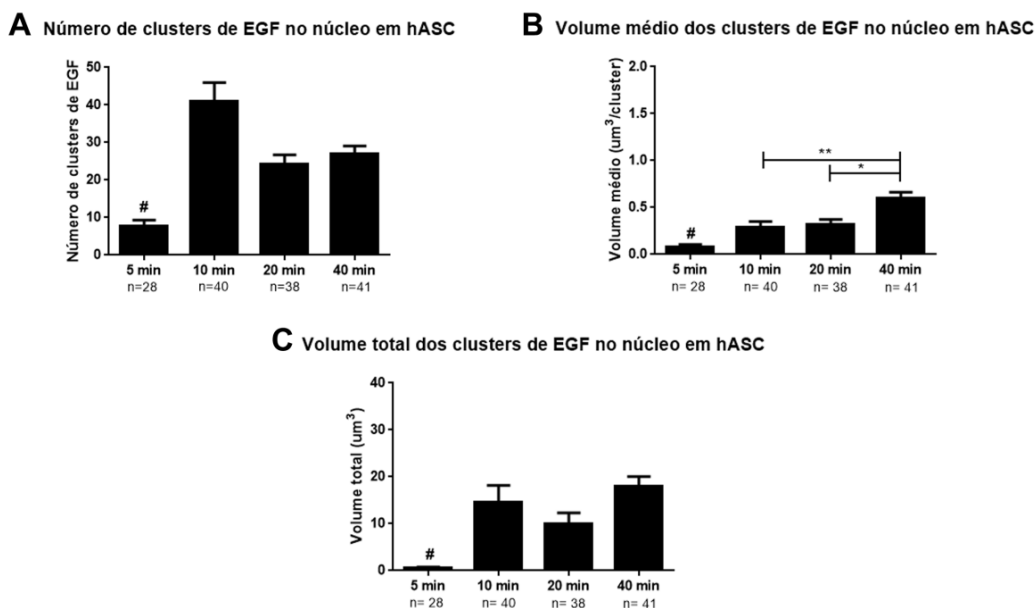 A Número de clusters de EGF no núcleo em hASC
Número de clusters de EGF
50
40
30
20
10
0
#
5 min
10 min
20 min
40 min
n=28
n=40
n=38
n=41
B Volume médio dos clusters de EGF no núcleo em hASC
Volume médio (um³/cluster)
2.0
1.5
1.0
0.5
0.0
**
*
#
5 min
10 min
20 min
40 min
n= 28
n= 40
n= 38
n= 41
C Volume total dos clusters de EGF no núcleo em hASC
Volume total (um³)
40
30
20
10
0
#
5 min
10 min
20 min
40 min
n= 28
n= 40
n= 38
n= 41